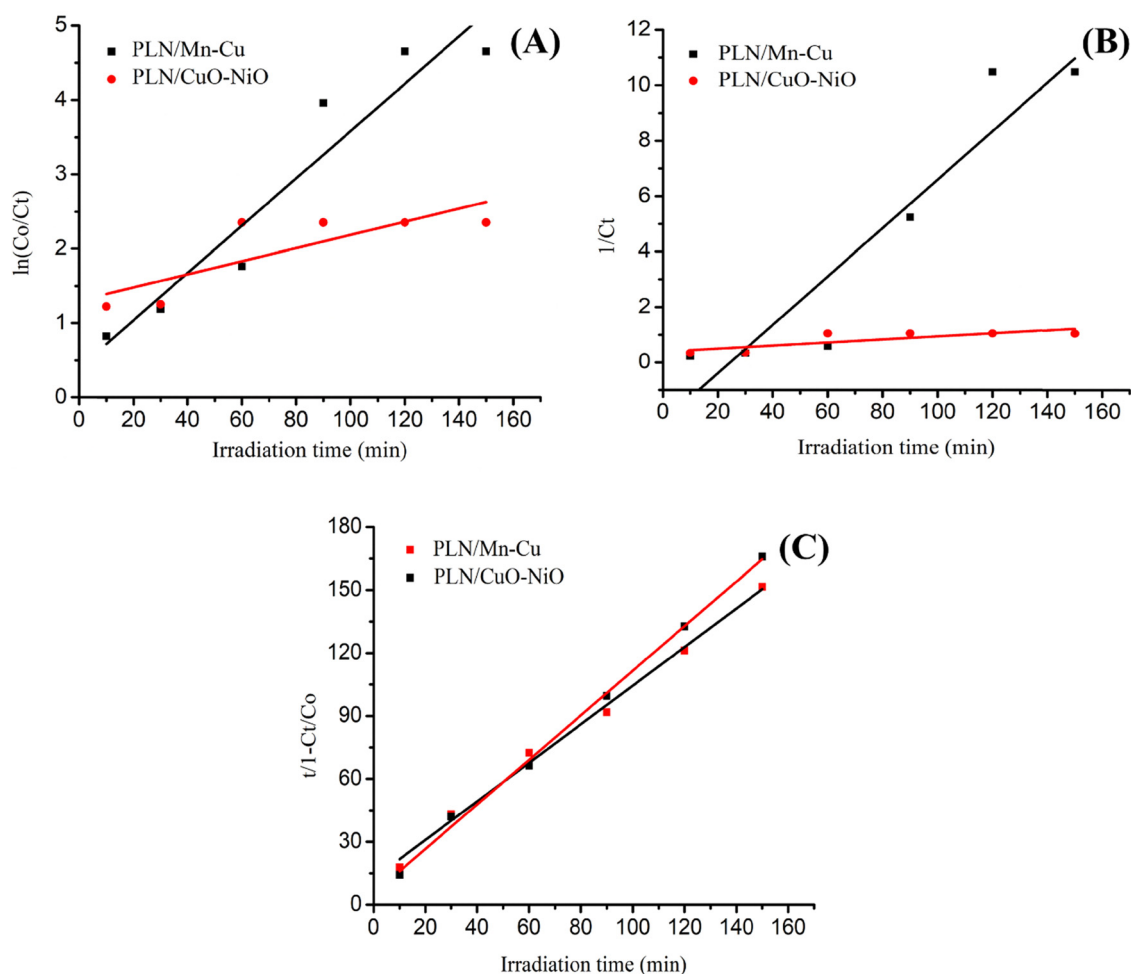 (A)
PLN/Mn-Cu
PLN/CuO-NiO
ln(Co/Ct)
5
4
3
2
1
0
0 20 40 60 80 100 120 140 160
Irradiation time (min)
(B)
PLN/Mn-Cu
PLN/CuO-NiO
1/Ct
12
10
8
6
4
2
0
0 20 40 60 80 100 120 140 160
Irradiation time (min)
(C)
PLN/Mn-Cu
PLN/CuO-NiO
t/1-Ct/Co
180
150
120
90
60
30
0
0 20 40 60 80 100 120 140 160
Irradiation time (min)